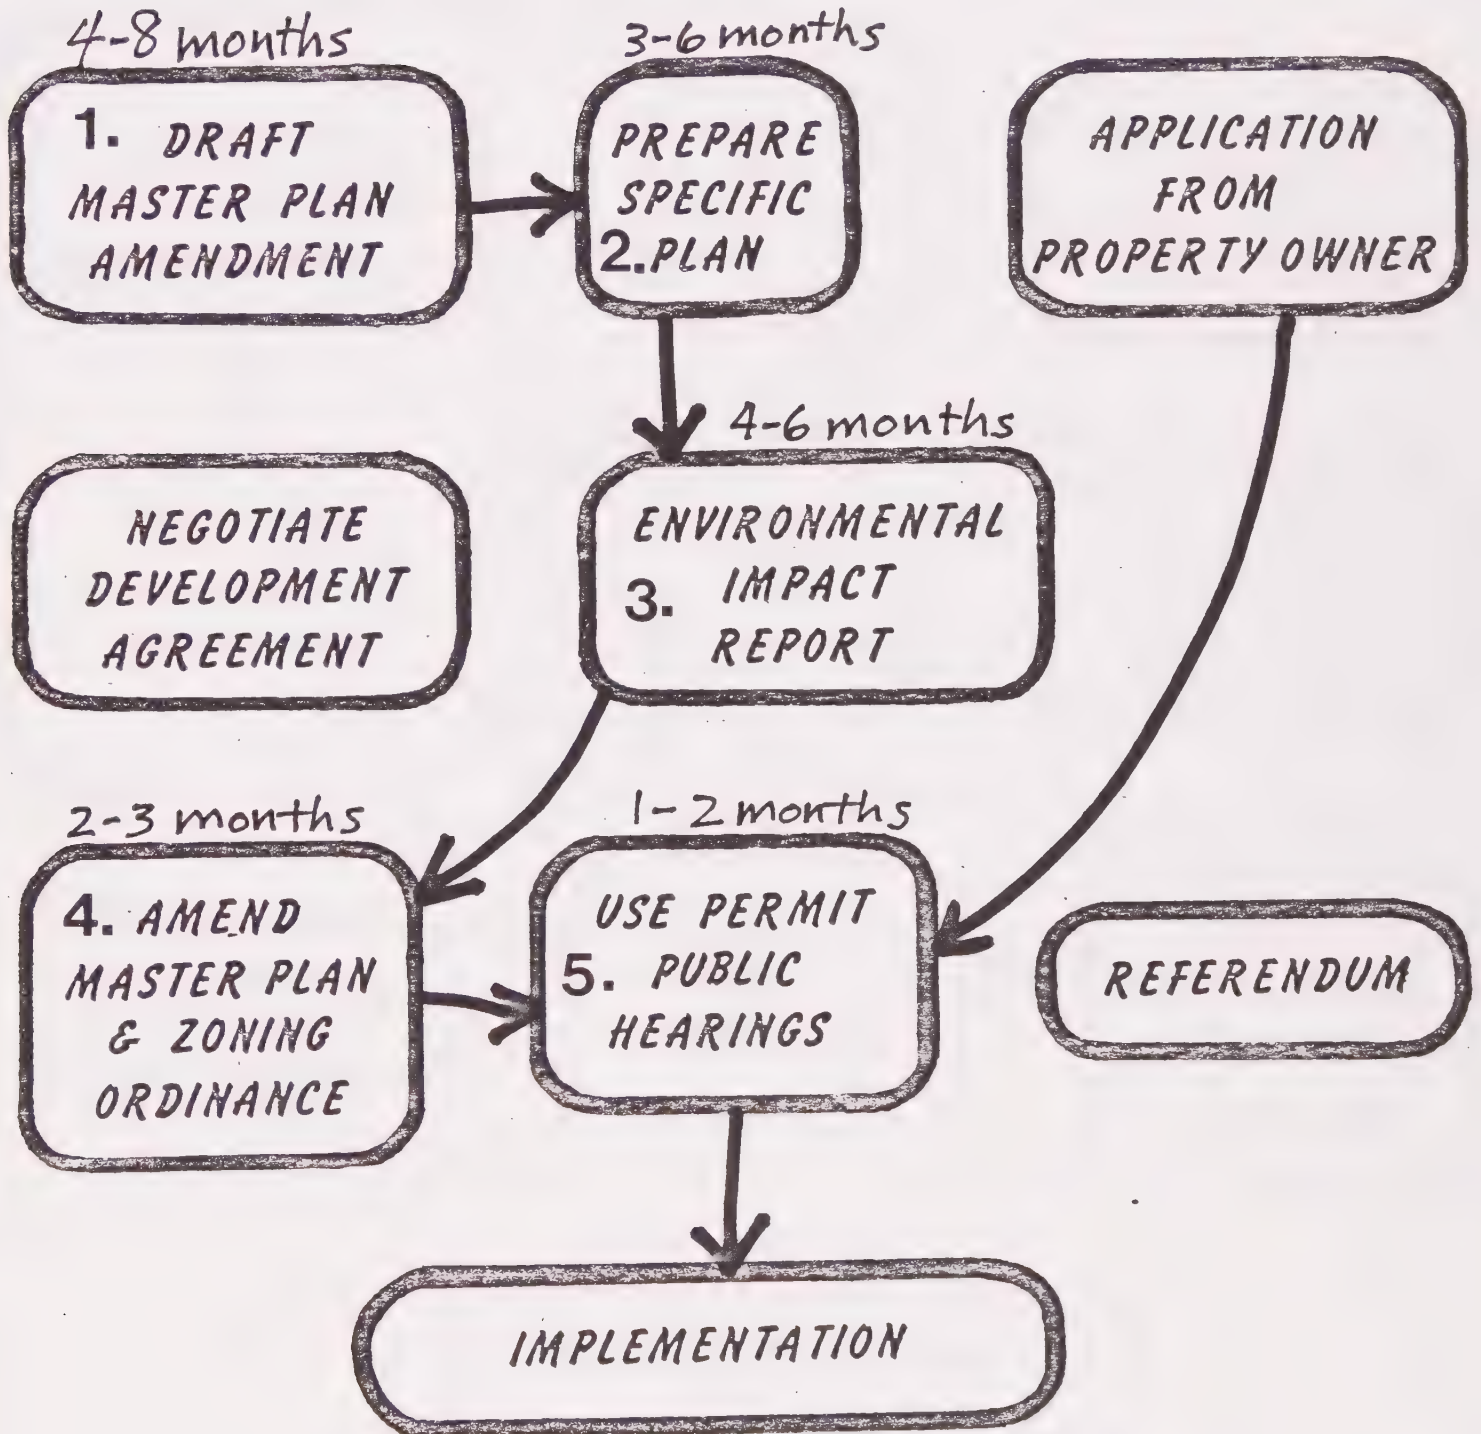 4-8 months
1. DRAFT
MASTER PLAN
AMENDMENT
3-6 months
PREPARE
SPECIFIC
2. PLAN
APPLICATION
FROM
PROPERTY OWNER
NEGOTIATE
DEVELOPMENT
AGREEMENT
4-6 months
ENVIRONMENTAL
3. IMPACT
REPORT
2-3 months
4. AMEND
MASTER PLAN
& ZONING
ORDINANCE
1-2 months
USE PERMIT
5. PUBLIC
HEARINGS
REFERENDUM
IMPLEMENTATION